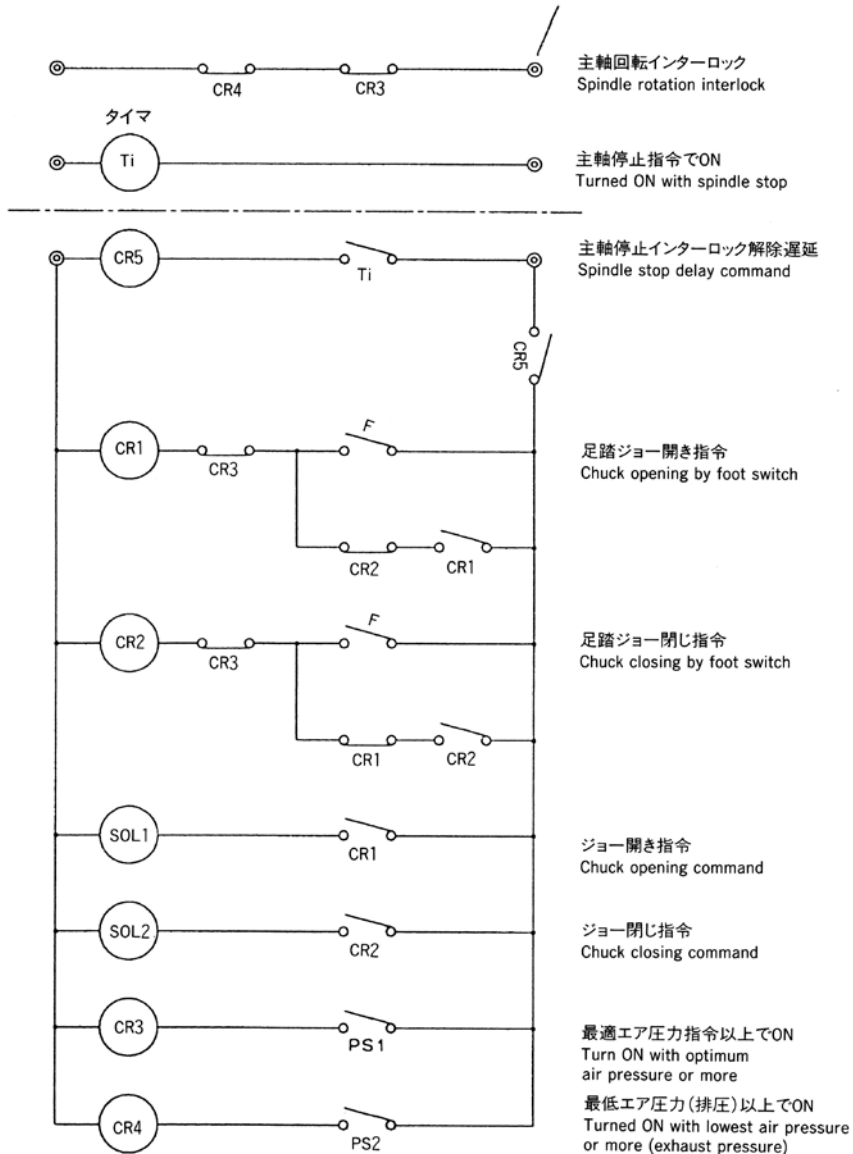 主軸回転インターロック
CR4 CR3
Spindle rotation interlock
タイマ
Ti
主軸停止指令でON
Turned ON with spindle stop
主軸停止インターロック解除遅延
CR5
Ti
Spindle stop delay command
CR5
F
CR1
足踏ジョー開き指令
CR3
Chuck opening by foot switch
CR2 CR1
F
CR2
足踏ジョー閉じ指令
CR3
Chuck closing by foot switch
CR1 CR2
SOL1
ジョー開き指令
CR1
Chuck opening command
SOL2
ジョー閉じ指令
CR2
Chuck closing command
CR3
最適エア圧力指令以上でON
PS1
Turn ON with optimum
air pressure or more
最低エア圧力(排圧)以上でON
CR4
Turned ON with lowest air pressure
PS2
or more (exhaust pressure)